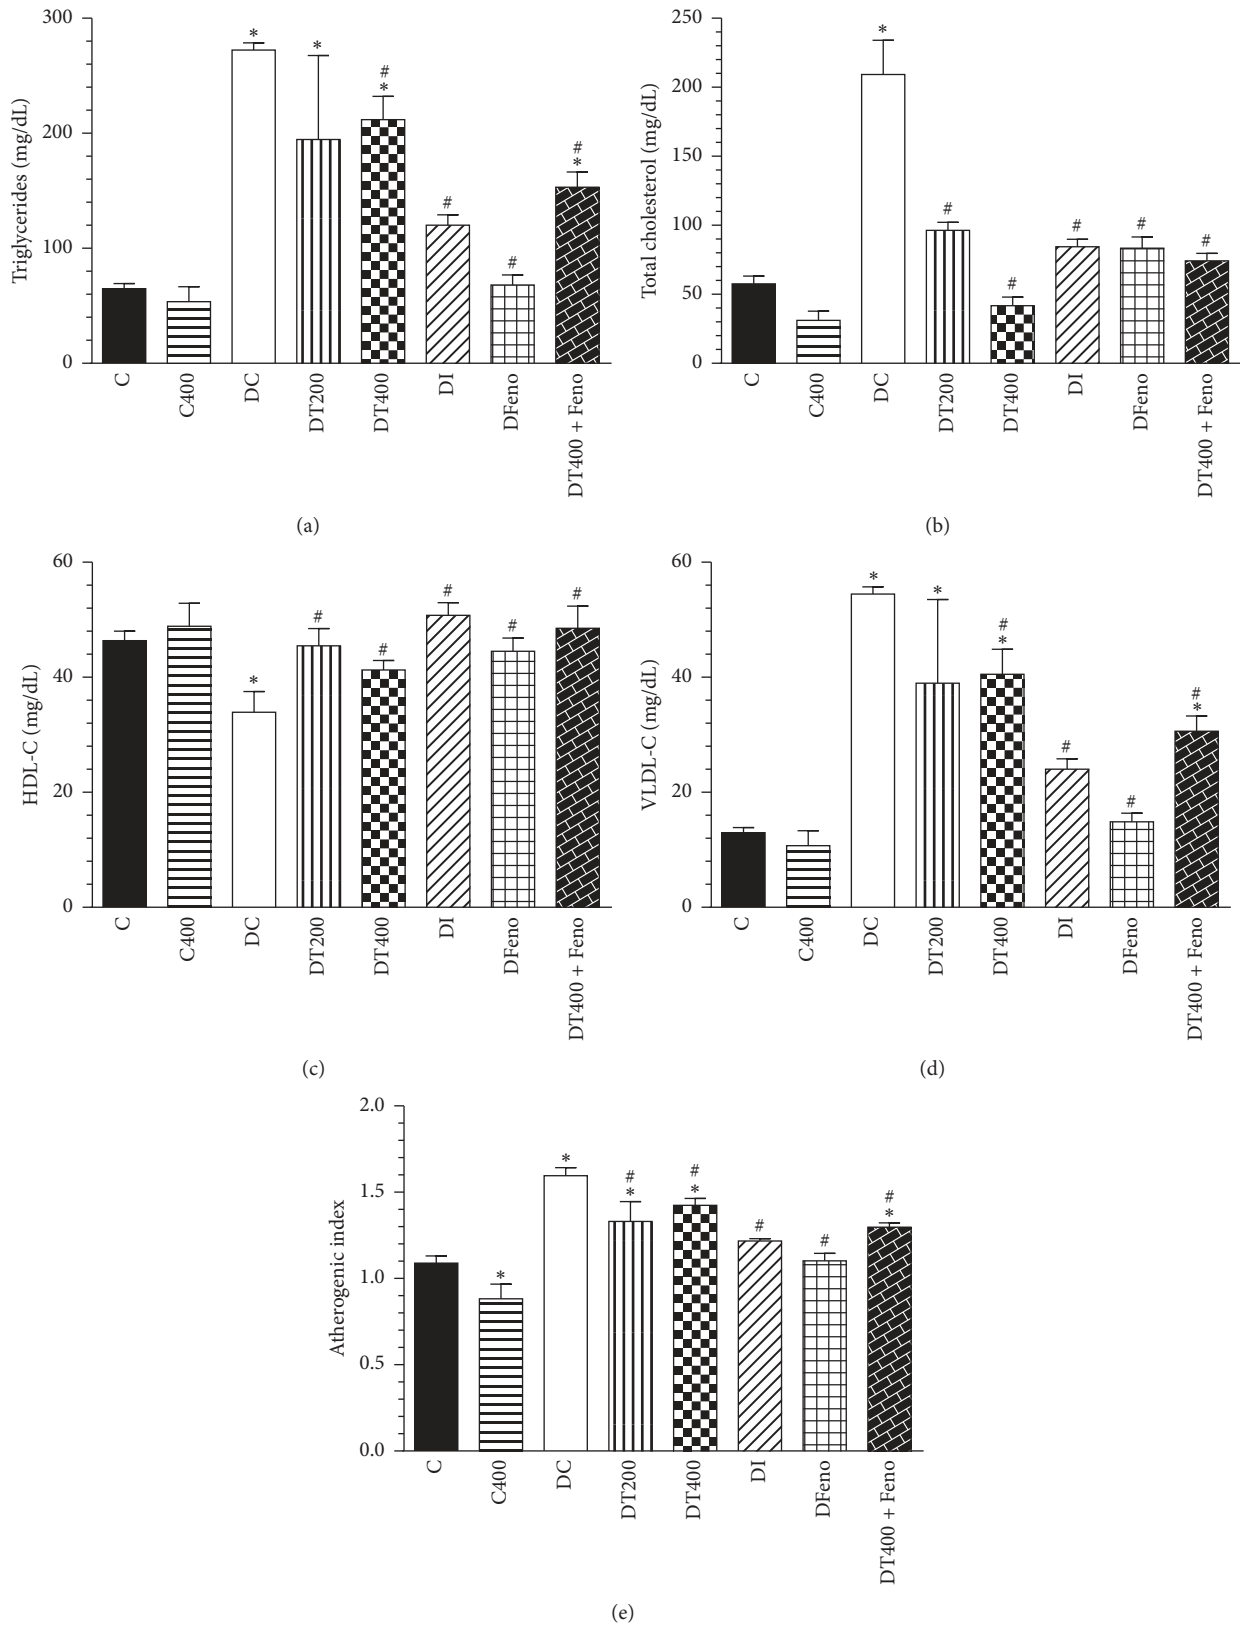 Triglycerides (mg/dL)
300
200
100
0
* * # * # # # *
C C400 DC DT200 DT400 DI DFeno DT400 + Feno
(a)
Total cholesterol (mg/dL)
250
200
150
100
50
0
* # # # # #
C C400 DC DT200 DT400 DI DFeno DT400 + Feno
(b)
HDL-C (mg/dL)
60
40
20
0
* # # # # #
C C400 DC DT200 DT400 DI DFeno DT400 + Feno
(c)
VLDL-C (mg/dL)
60
40
20
0
* * # * # # # *
C C400 DC DT200 DT400 DI DFeno DT400 + Feno
(d)
Atherogenic index
2.0
1.5
1.0
0.5
0.0
* * # * # * # # # *
C C400 DC DT200 DT400 DI DFeno DT400 + Feno
(e)